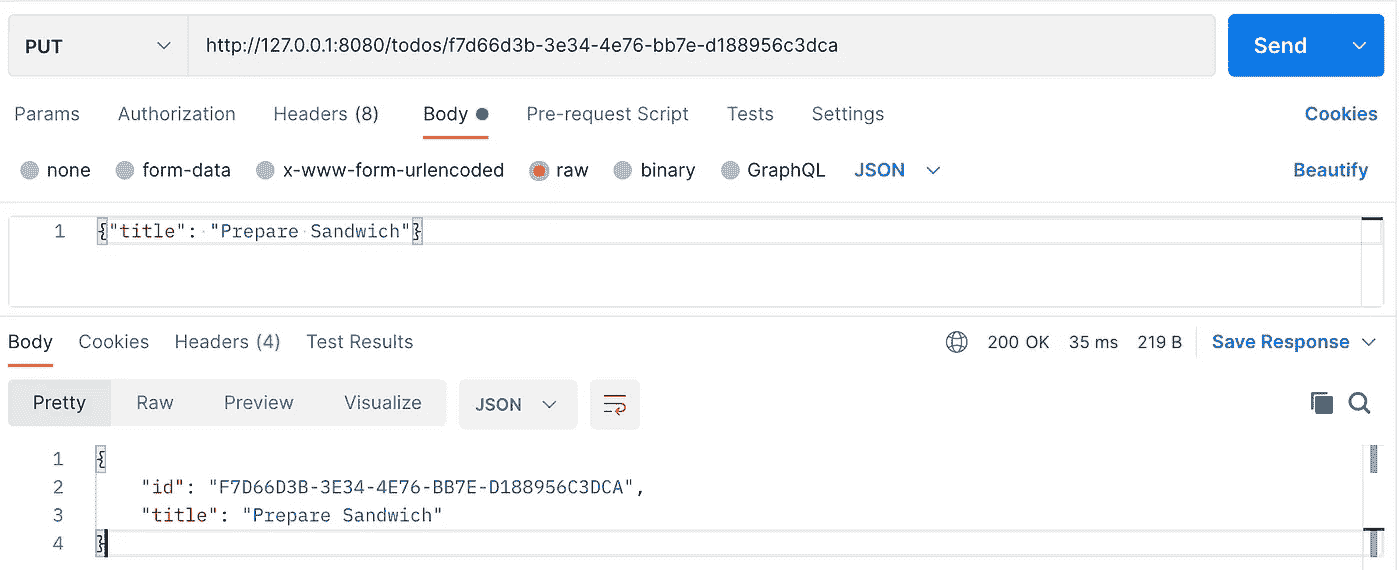 PUT http://127.0.0.1:8080/todos/f7d66d3b-3e34-4e76-bb7e-d188956c3dca Send
Params Authorization Headers (8) Body Pre-request Script Tests Settings Cookies
none form-data x-www-form-urlencoded raw binary GraphQL JSON Beautify
1 {"title": "Prepare Sandwich"}
Body Cookies Headers (4) Test Results 200 OK 35 ms 219 B Save Response
Pretty Raw Preview Visualize JSON
1 {
2 "id": "F7D66D3B-3E34-4E76-BB7E-D188956C3DCA",
3 "title": "Prepare Sandwich"
4 }